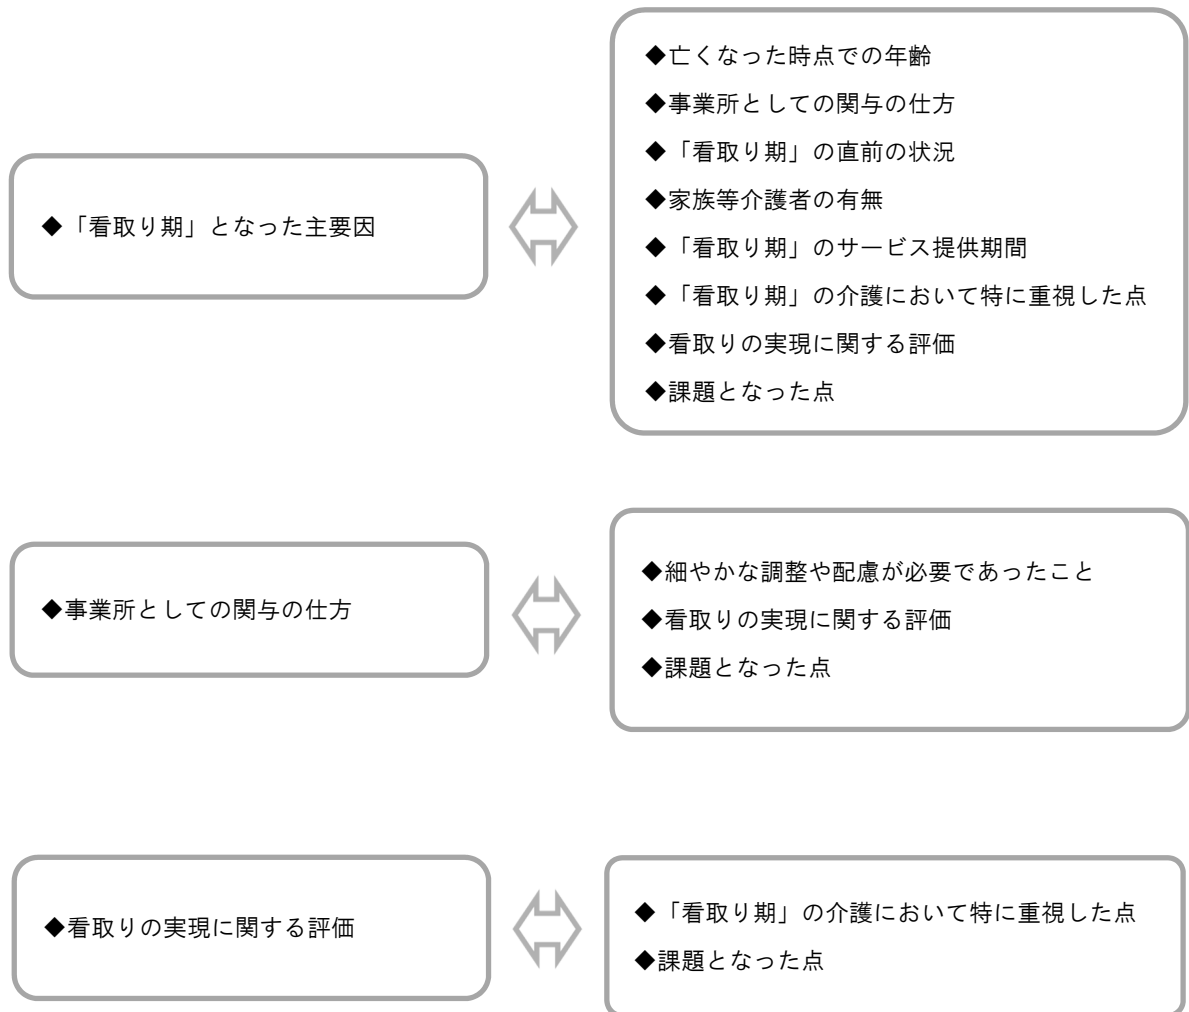 ◆「看取り期」となった主要因
◆亡くなった時点での年齢
◆事業所としての関与の仕方
◆「看取り期」の直前の状況
◆家族等介護者の有無
◆「看取り期」のサービス提供期間
◆「看取り期」の介護において特に重視した点
◆看取りの実現に関する評価
◆課題となった点
◆事業所としての関与の仕方
◆細やかな調整や配慮が必要であったこと
◆看取りの実現に関する評価
◆課題となった点
◆看取りの実現に関する評価
◆「看取り期」の介護において特に重視した点
◆課題となった点